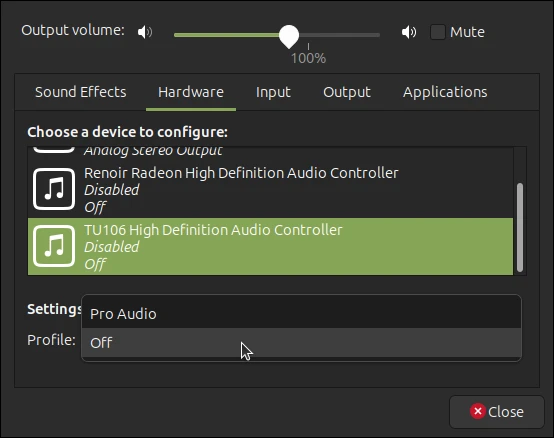 Output volume:
Mute
100%
Sound Effects
Hardware
Input
Output
Applications
Choose a device to configure:
Analog Stereo Output
Renoir Radeon High Definition Audio Controller
Disabled
Off
TU106 High Definition Audio Controller
Disabled
Off
Settings
Pro Audio
Profile:
Off
Close